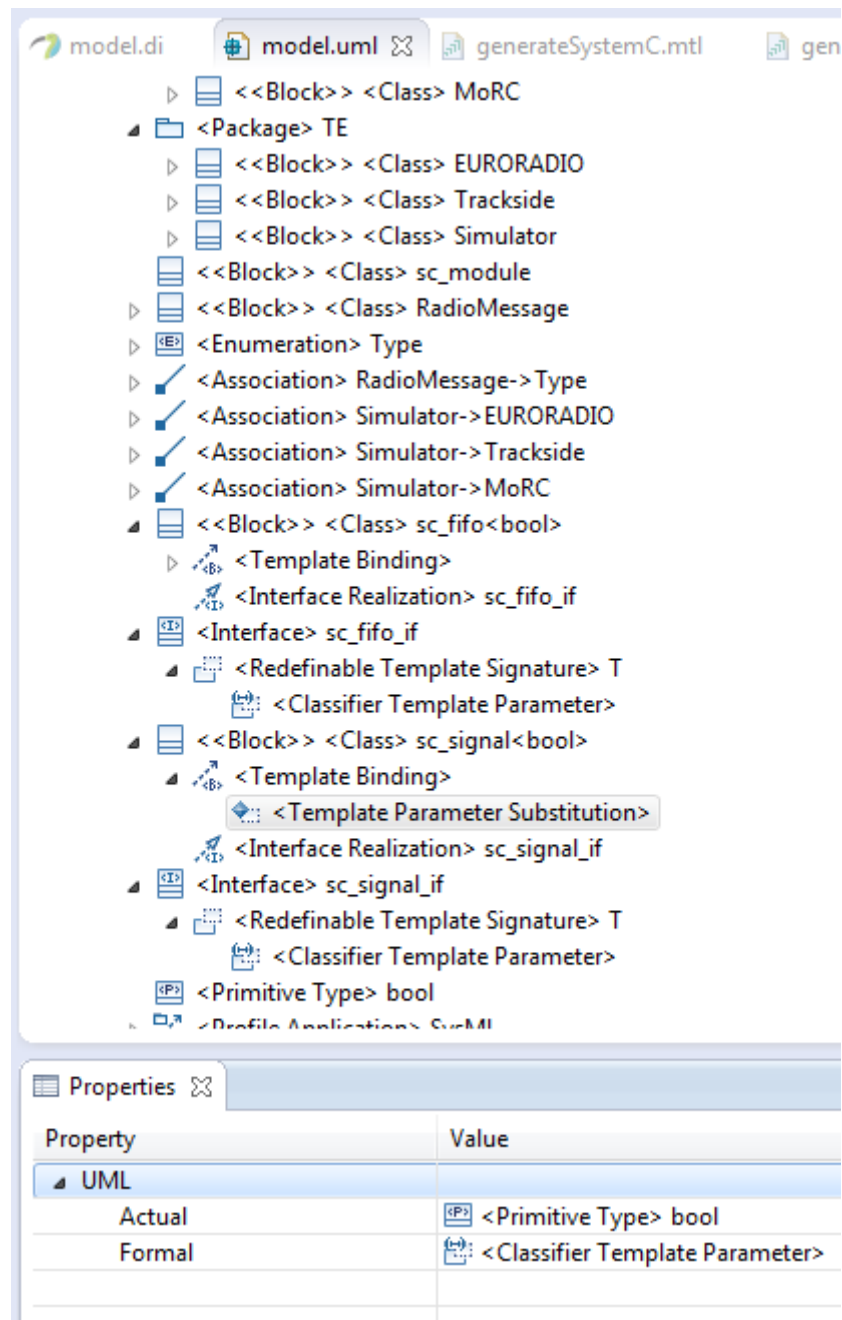 model.di model.uml generateSystemC.mtl gen
<<Block>> <Class> MoRC
<Package> TE
<<Block>> <Class> EURORADIO
<<Block>> <Class> Trackside
<<Block>> <Class> Simulator
<<Block>> <Class> sc_module
<<Block>> <Class> RadioMessage
<Enumeration> Type
<Association> RadioMessage->Type
<Association> Simulator->EURORADIO
<Association> Simulator->Trackside
<Association> Simulator->MoRC
<<Block>> <Class> sc_fifo<bool>
<Template Binding>
<Interface Realization> sc_fifo_if
<Interface> sc_fifo_if
<Redefinable Template Signature> T
<Classifier Template Parameter>
<<Block>> <Class> sc_signal<bool>
<Template Binding>
<Template Parameter Substitution>
<Interface Realization> sc_signal_if
<Interface> sc_signal_if
<Redefinable Template Signature> T
<Classifier Template Parameter>
<Primitive Type> bool
<Profile Application> SysML
Properties
Property Value
UML
Actual <Primitive Type> bool
Formal <Classifier Template Parameter>